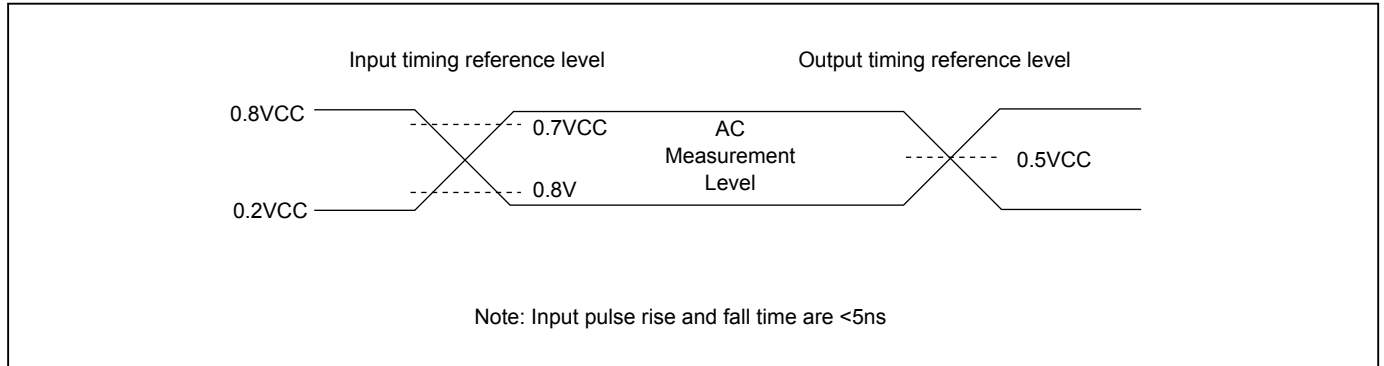 Input timing reference level
Output timing reference level
0.8VCC
0.7VCC
AC
Measurement
Level
0.5VCC
0.8V
0.2VCC
Note: Input pulse rise and fall time are <5ns